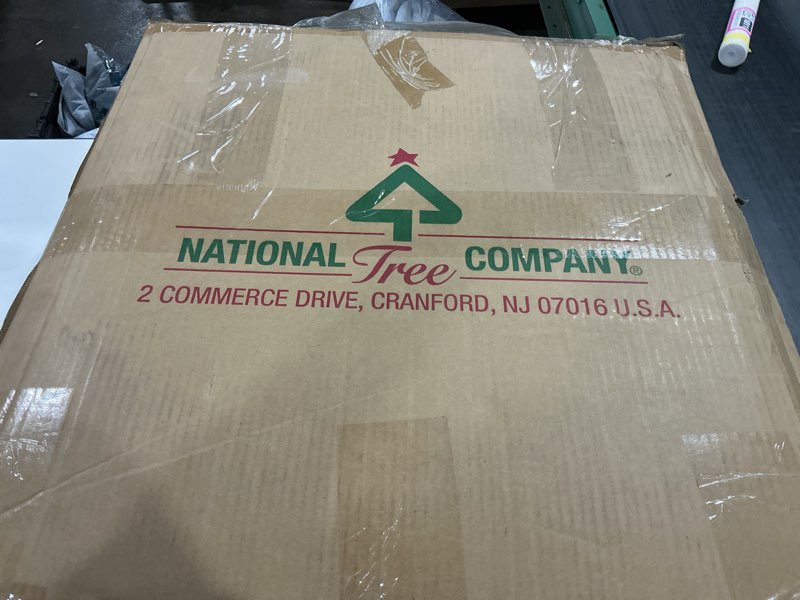 NATIONAL Tree COMPANY®
2 COMMERCE DRIVE, CRANFORD, NJ 07016 U.S.A.